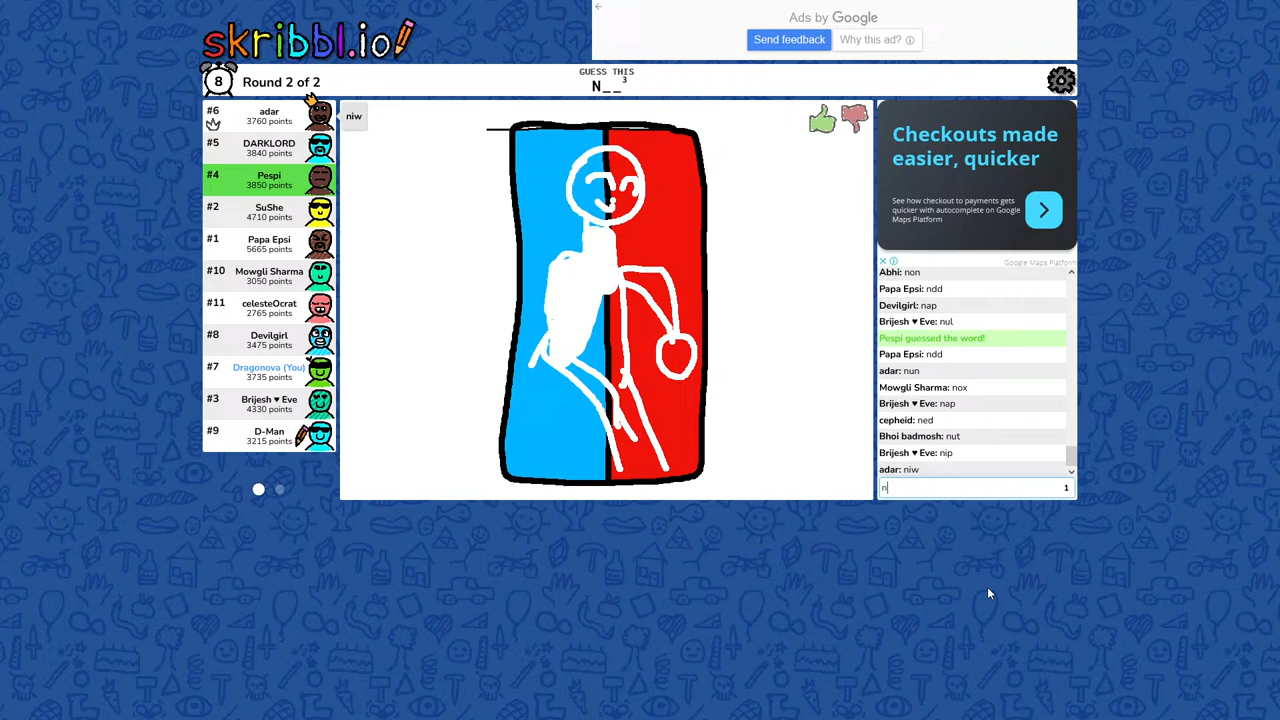 Ads by Google
Send feedback
Why this ad?
skribbl.io
8
Round 2 of 2
GUESS THIS
N__ 3
#6
adar
3760 points
niw
#5
DARKLORD
3840 points
#4
Pespi
3850 points
#2
SuShe
4710 points
#1
Papa Epsi
5665 points
#10
Mowgli Sharma
3050 points
#11
celesteOcrat
2765 points
#8
Devilgirl
3475 points
#7
Dragonova (You)
3735 points
#3
Brijesh ♥ Eve
4330 points
#9
D-Man
3215 points
Checkouts made
easier, quicker
See how checkout to payments gets
quicker with autocomplete on Google
Maps Platform
Google Maps Platform
Abhi: non
Papa Epsi: ndd
Devilgirl: nap
Brijesh ♥ Eve: nul
Pespi guessed the word!
Papa Epsi: ndd
adar: nun
Mowgli Sharma: nox
Brijesh ♥ Eve: nap
cepheid: ned
Bhoi badmosh: nut
Brijesh ♥ Eve: nip
adar: niw
n
1